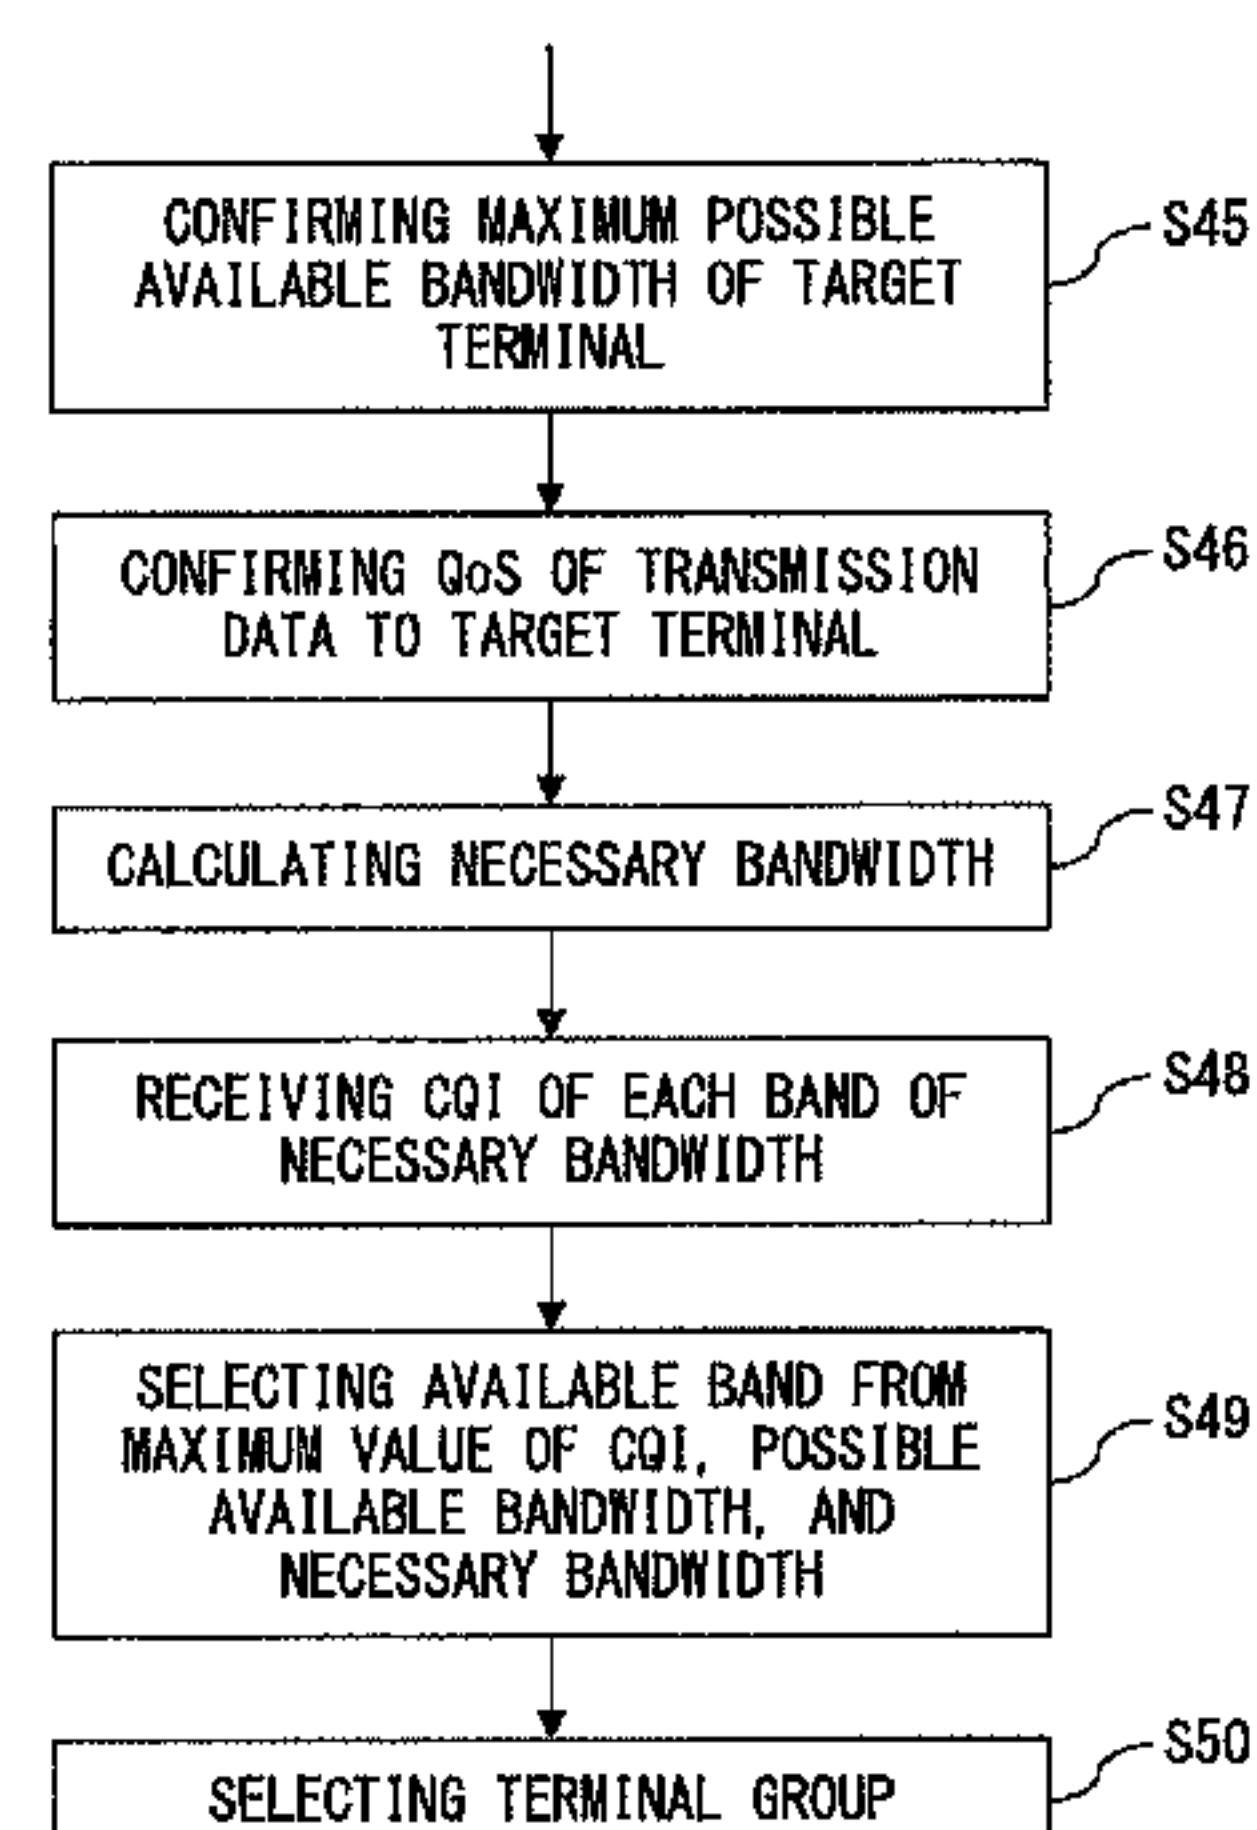 CONFIRMING MAXIMUM POSSIBLE
AVAILABLE BANDWIDTH OF TARGET
TERMINAL
S45
CONFIRMING QoS OF TRANSMISSION
DATA TO TARGET TERMINAL
S46
CALCULATING NECESSARY BANDWIDTH
S47
RECEIVING CQI OF EACH BAND OF
NECESSARY BANDWIDTH
S48
SELECTING AVAILABLE BAND FROM
MAXIMUM VALUE OF CQI, POSSIBLE
AVAILABLE BANDWIDTH, AND
NECESSARY BANDWIDTH
S49
SELECTING TERMINAL GROUP
S50